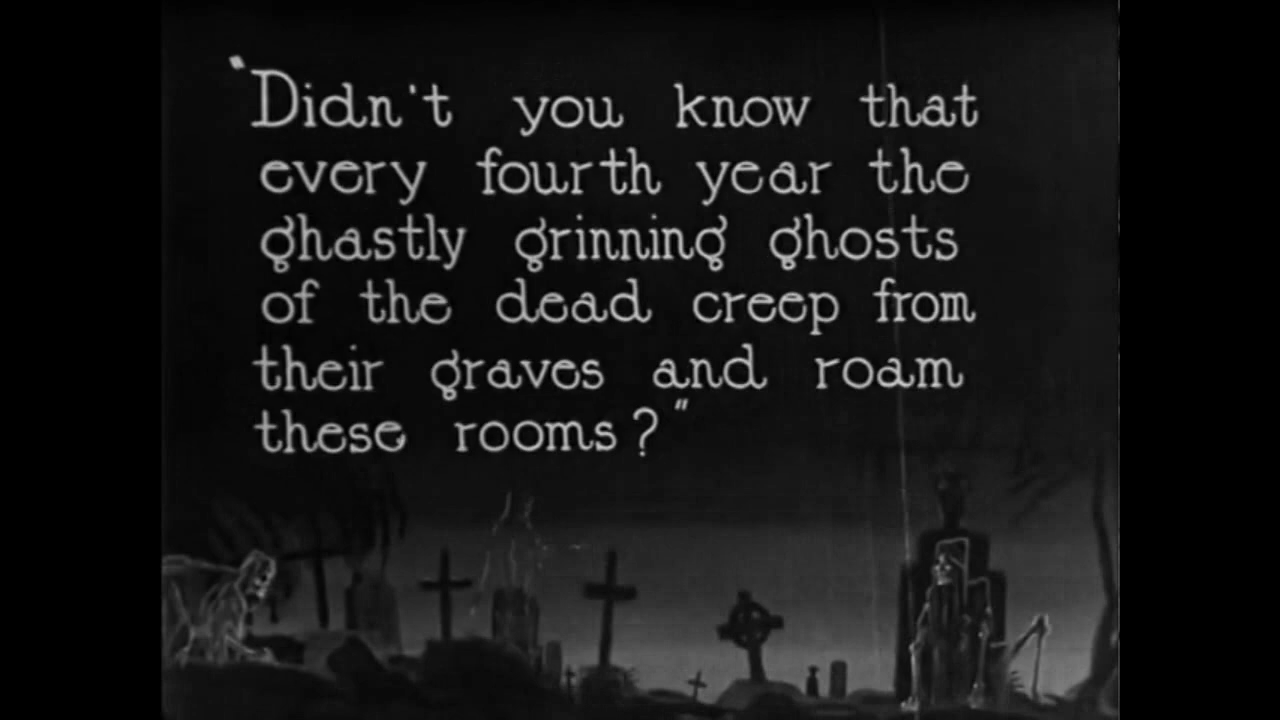 "Didn't you know that
every fourth year the
ghastly grinning ghosts
of the dead creep from
their graves and roam
these rooms?"